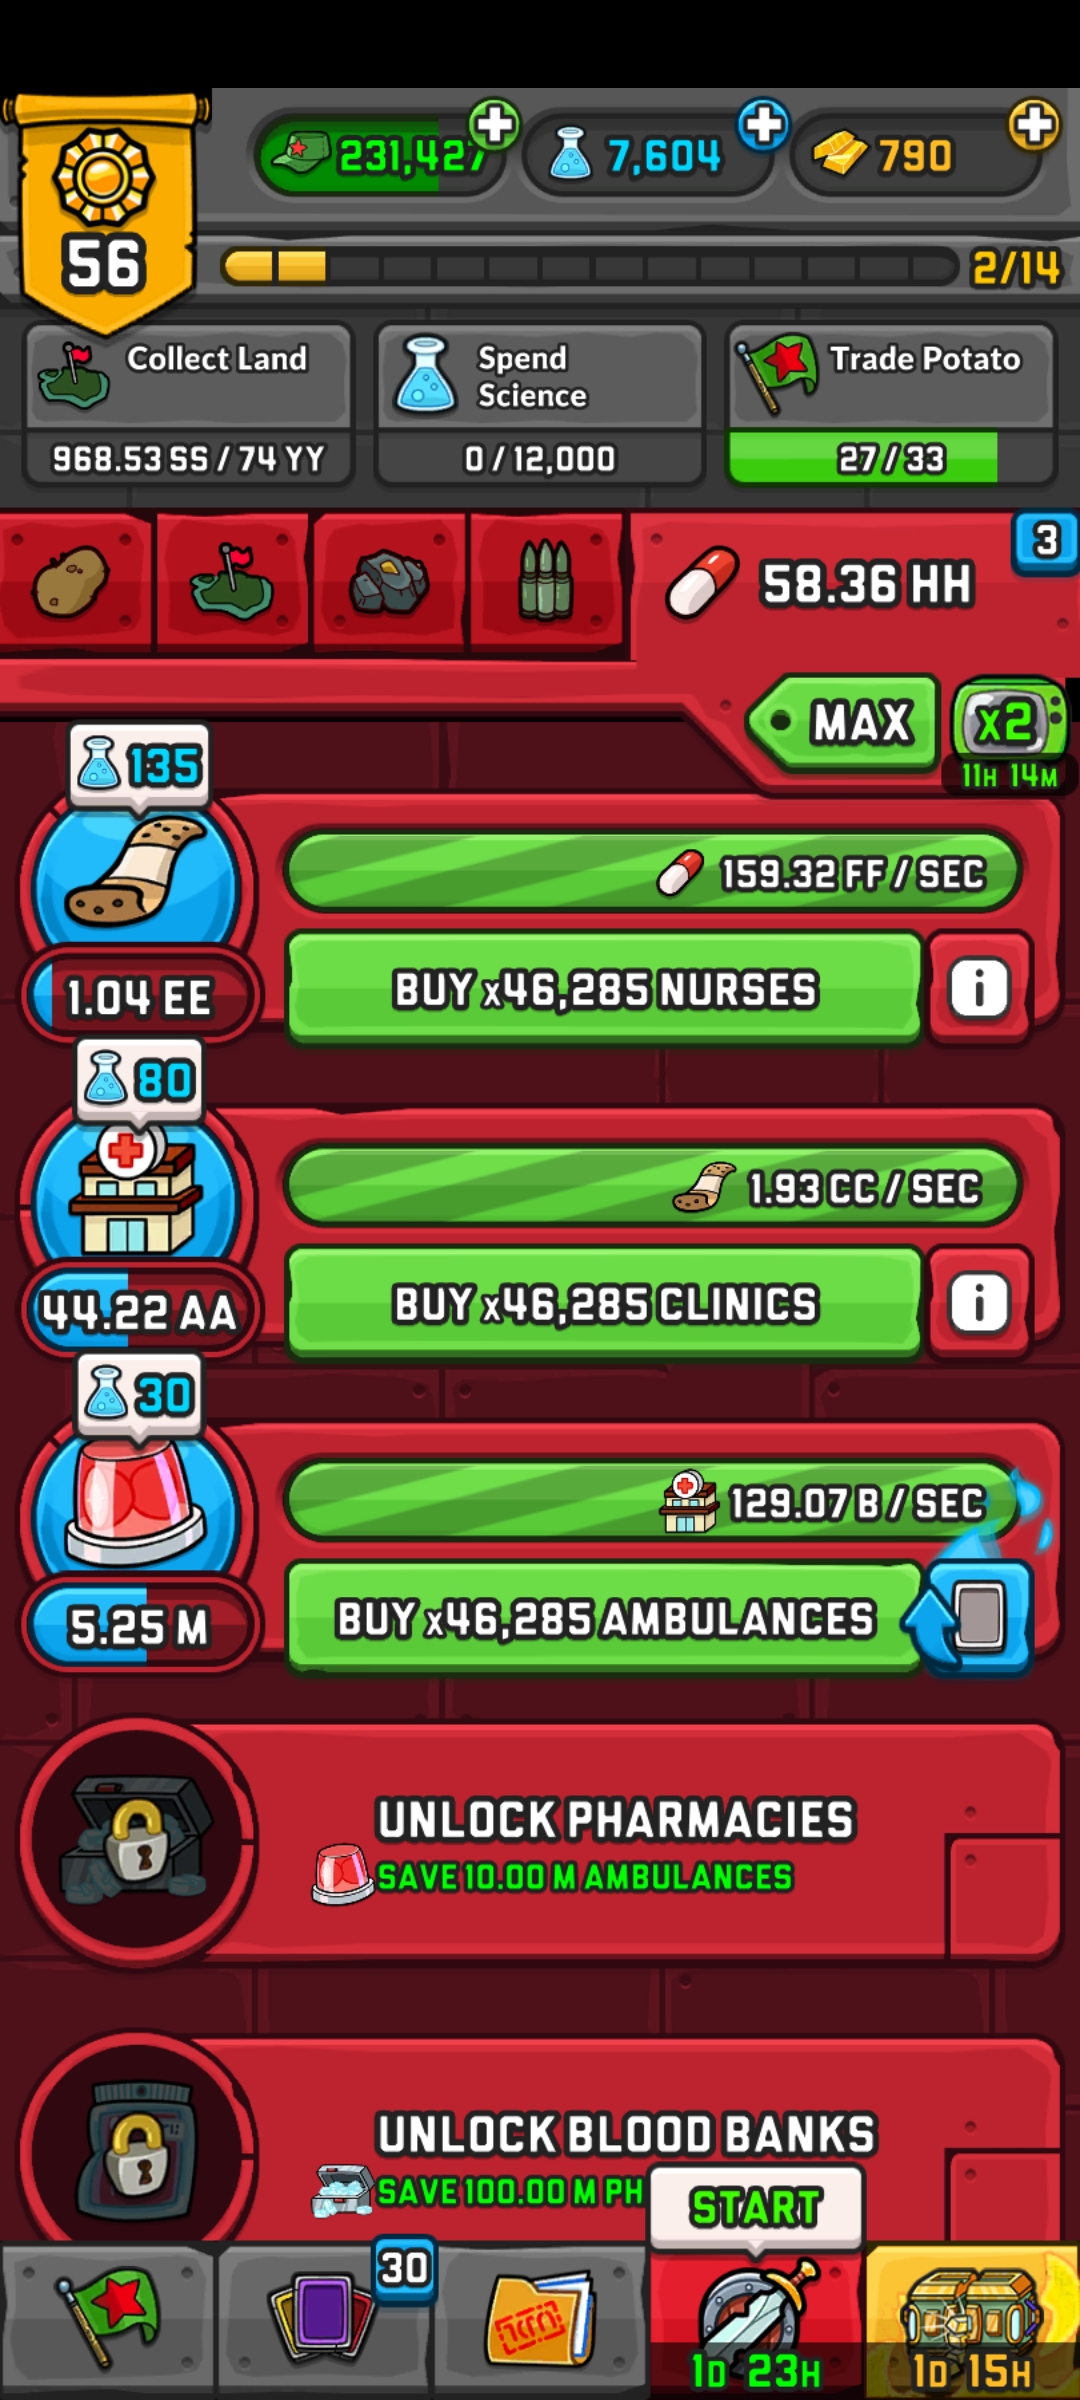 231,427
7,604
790
56
2/14
Collect Land
Spend
Science
Trade Potato
968.53 SS / 74 YY
0 / 12,000
27 / 33
58.36 HH
3
MAX
x2
11H 14M
135
159.32 FF / SEC
1.04 EE
BUY x46,285 NURSES
i
80
1.93 CC / SEC
44.22 AA
BUY x46,285 CLINICS
i
30
129.07 B / SEC
5.25 M
BUY x46,285 AMBULANCES
UNLOCK PHARMACIES
SAVE 10.00 M AMBULANCES
UNLOCK BLOOD BANKS
SAVE 100.00 M PH
START
30
1D 23H
1D 15H